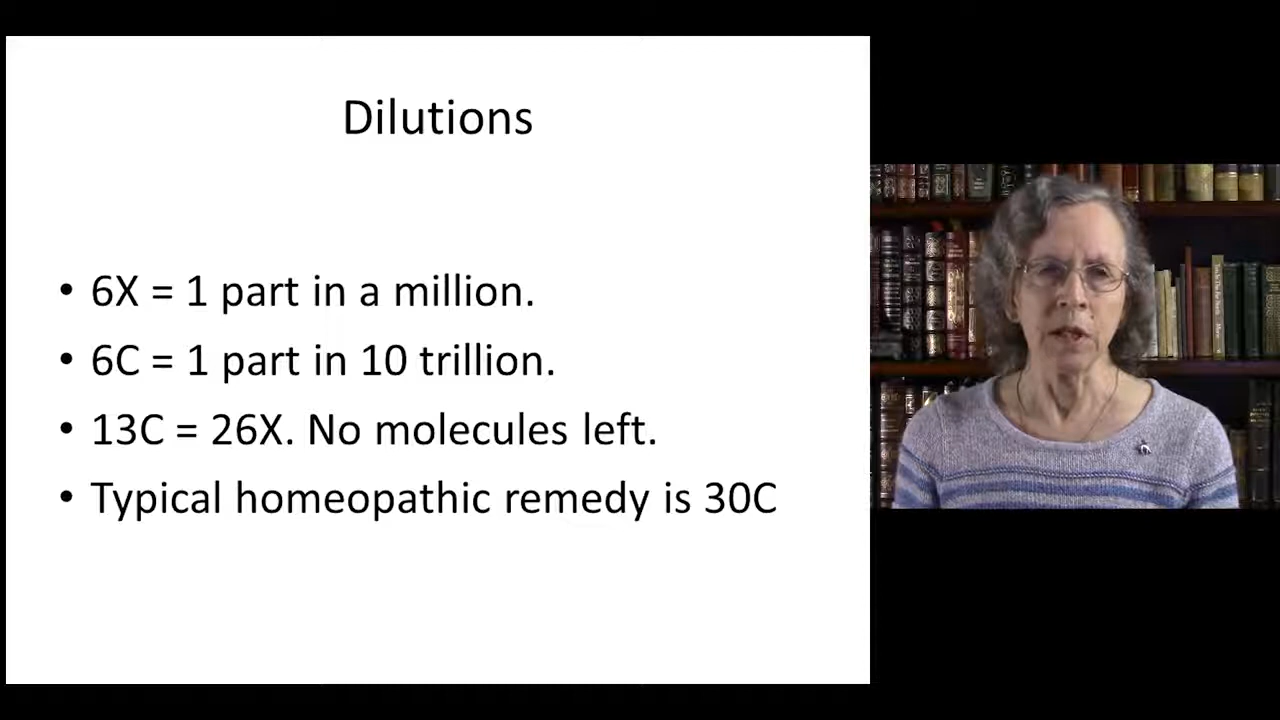 Dilutions
• 6X = 1 part in a million.
• 6C = 1 part in 10 trillion.
• 13C = 26X. No molecules left.
• Typical homeopathic remedy is 30C